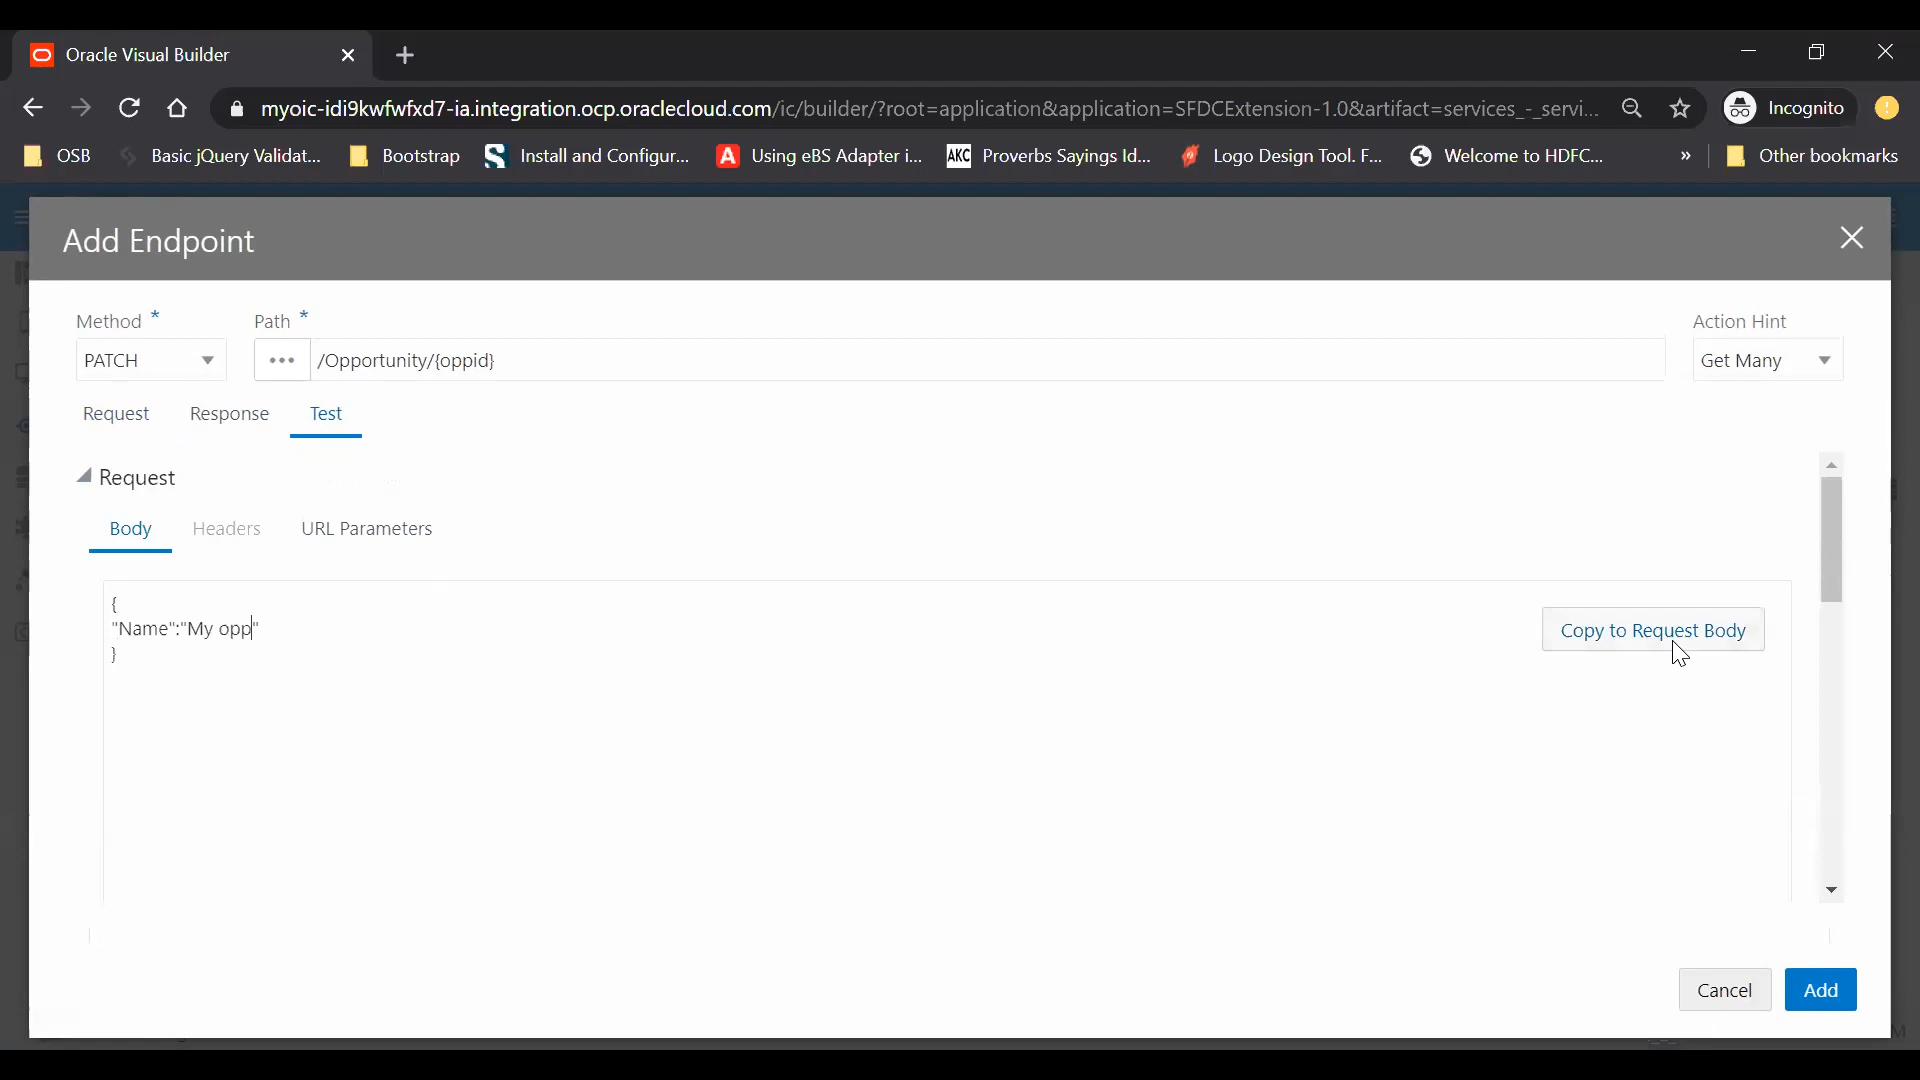 Oracle Visual Builder
myoic-idi9kwfwfxd7-ia.integration.ocp.oraclecloud.com/ic/builder/?root=application&application=SFDCExtension-1.0&artifact=services_-_servi...
Incognito
OSB
Basic jQuery Validat...
Bootstrap
Install and Configur...
A
Using eBS Adapter i...
AKC
Proverbs Sayings Id...
Logo Design Tool. F...
Welcome to HDFC...
»
Other bookmarks
Add Endpoint
Method *
Path *
Action Hint
PATCH
/Opportunity/{oppid}
Get Many
Request
Response
Test
Request
Body
Headers
URL Parameters
{
"Name":"My opp"
}
Copy to Request Body
Cancel
Add